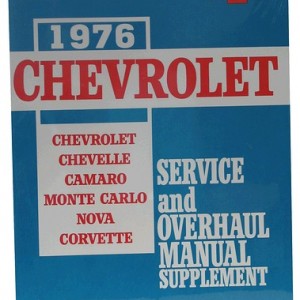 1976
CHEVROLET
CHEVROLET
CHEVELLE
CAMARO
MONTE CARLO
NOVA
CORVETTE
SERVICE
and
OVERHAUL
MANUAL
SUPPLEMENT